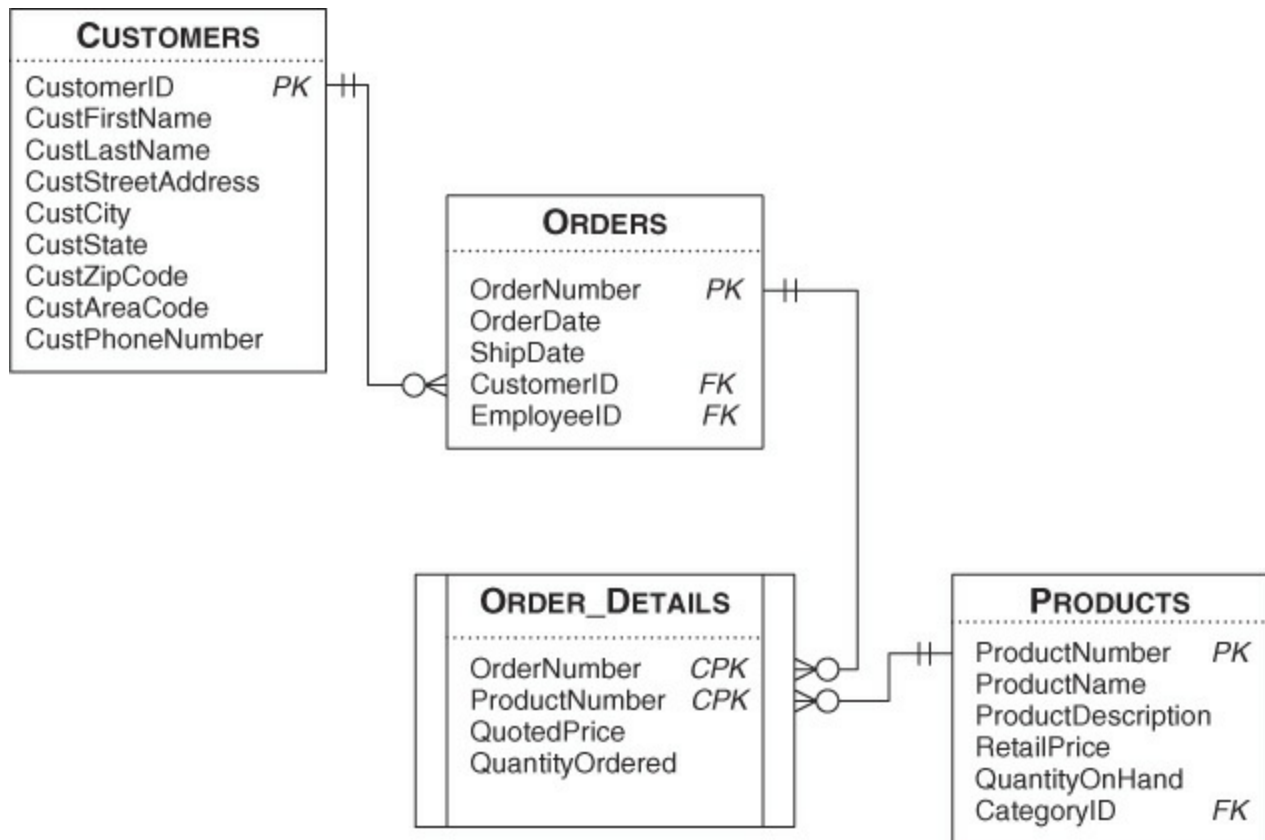 CUSTOMERS
CustomerID PK
CustFirstName
CustLastName
CustStreetAddress
CustCity
CustState
CustZipCode
CustAreaCode
CustPhoneNumber
ORDERS
OrderNumber PK
OrderDate
ShipDate
CustomerID FK
EmployeeID FK
ORDER_DETAILS
OrderNumber CPK
ProductNumber CPK
QuotedPrice
QuantityOrdered
PRODUCTS
ProductNumber PK
ProductName
ProductDescription
RetailPrice
QuantityOnHand
CategoryID FK